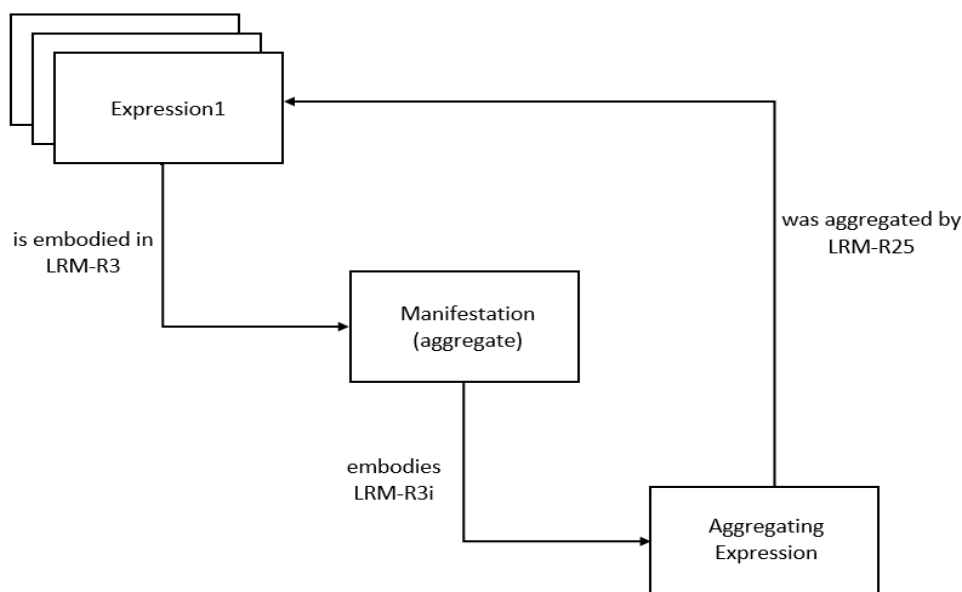 Expression1
is embodied in
LRM-R3
was aggregated by
LRM-R25
Manifestation
(aggregate)
embodies
LRM-R3i
Aggregating
Expression